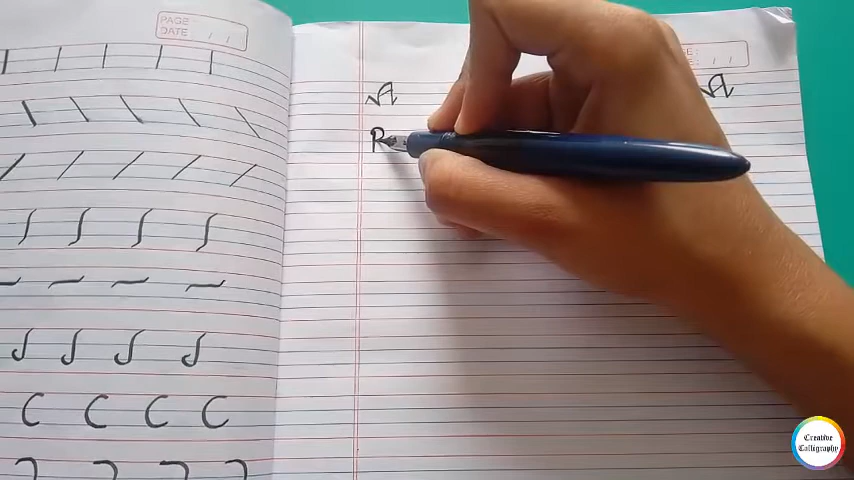 PAGE
DATE
E:
E:
A A
R
Creative
Calligraphy